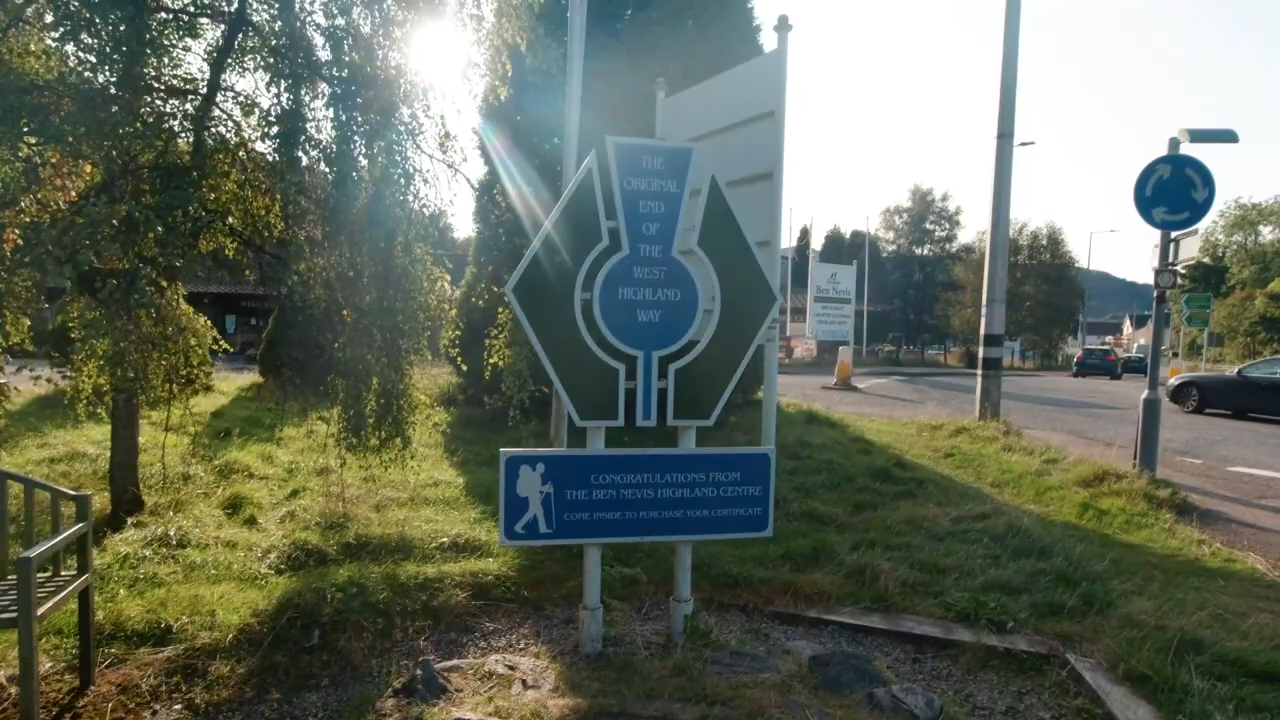 THE
ORIGINAL
END
OF
THE
WEST
HIGHLAND
WAY
CONGRATULATIONS FROM
THE BEN NEVIS HIGHLAND CENTRE
COME INSIDE TO PURCHASE YOUR CERTIFICATE
Ben Nevis